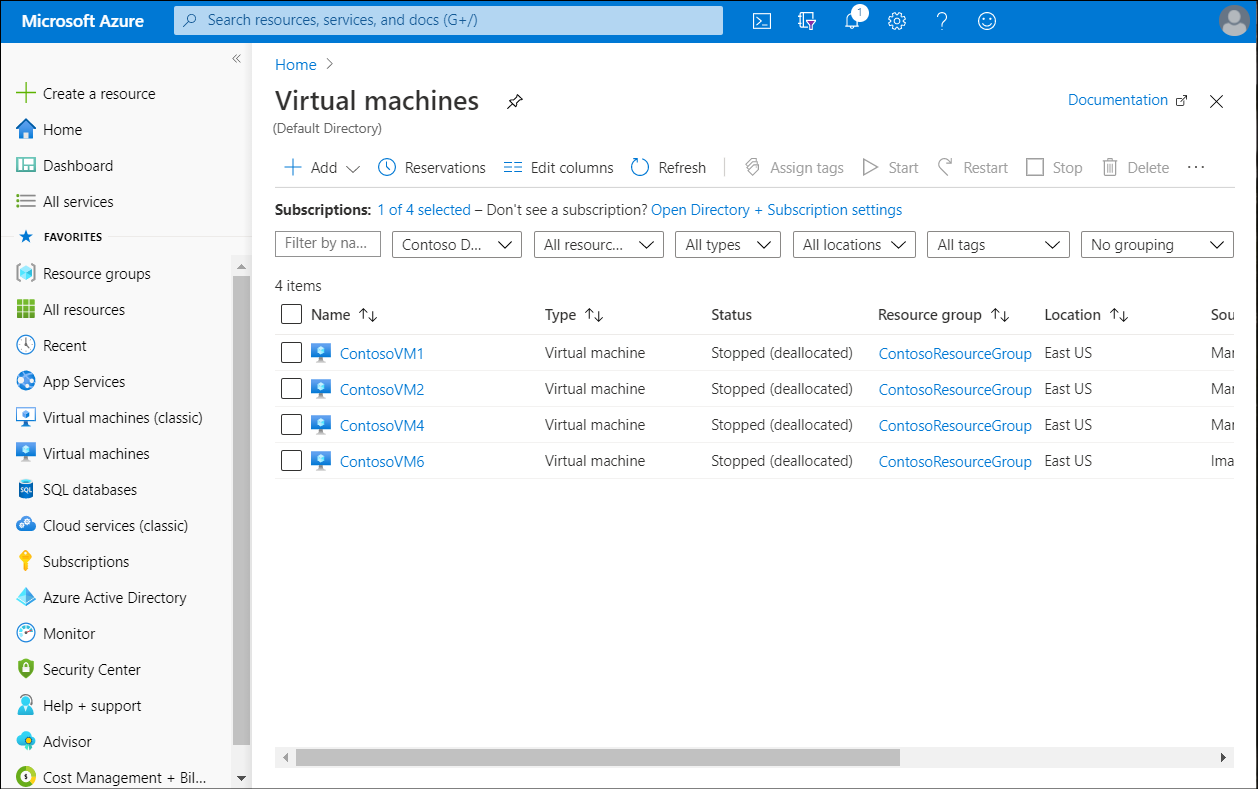 Microsoft Azure
Search resources, services, and docs (G+/)
1
«
Create a resource
Home
Dashboard
All services
FAVORITES
Resource groups
All resources
Recent
App Services
Virtual machines (classic)
Virtual machines
SQL databases
Cloud services (classic)
Subscriptions
Azure Active Directory
Monitor
Security Center
Help + support
Advisor
Cost Management + Bil...
Home >
Virtual machines
(Default Directory)
Documentation
Add Reservations Edit columns Refresh Assign tags Start Restart Stop Delete ...
Subscriptions: 1 of 4 selected – Don't see a subscription? Open Directory + Subscription settings
Filter by na... Contoso D... All resourc... All types All locations All tags No grouping
4 items
Name Type Status Resource group Location Sou
ContosoVM1 Virtual machine Stopped (deallocated) ContosoResourceGroup East US Mar
ContosoVM2 Virtual machine Stopped (deallocated) ContosoResourceGroup East US Mar
ContosoVM4 Virtual machine Stopped (deallocated) ContosoResourceGroup East US Mar
ContosoVM6 Virtual machine Stopped (deallocated) ContosoResourceGroup East US Ima